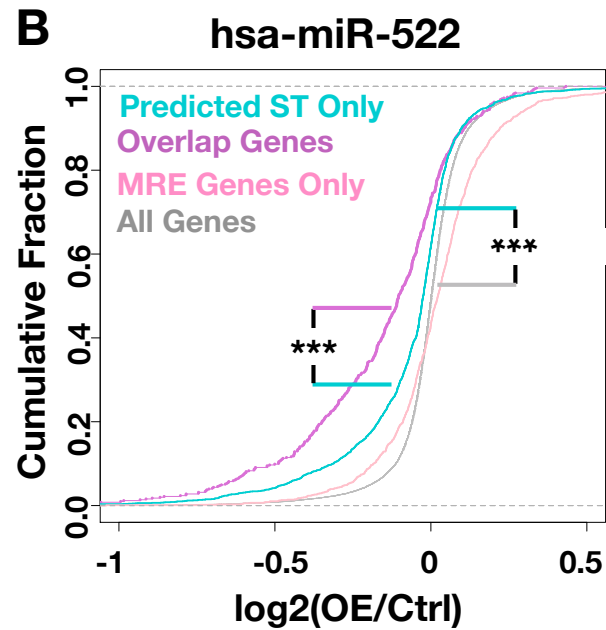 B
hsa-miR-522
Predicted ST Only
Overlap Genes
MRE Genes Only
All Genes
***
***
Cumulative Fraction
1.0
0.8
0.6
0.4
0.2
0.0
-1
-0.5
0
0.5
log2(OE/Ctrl)